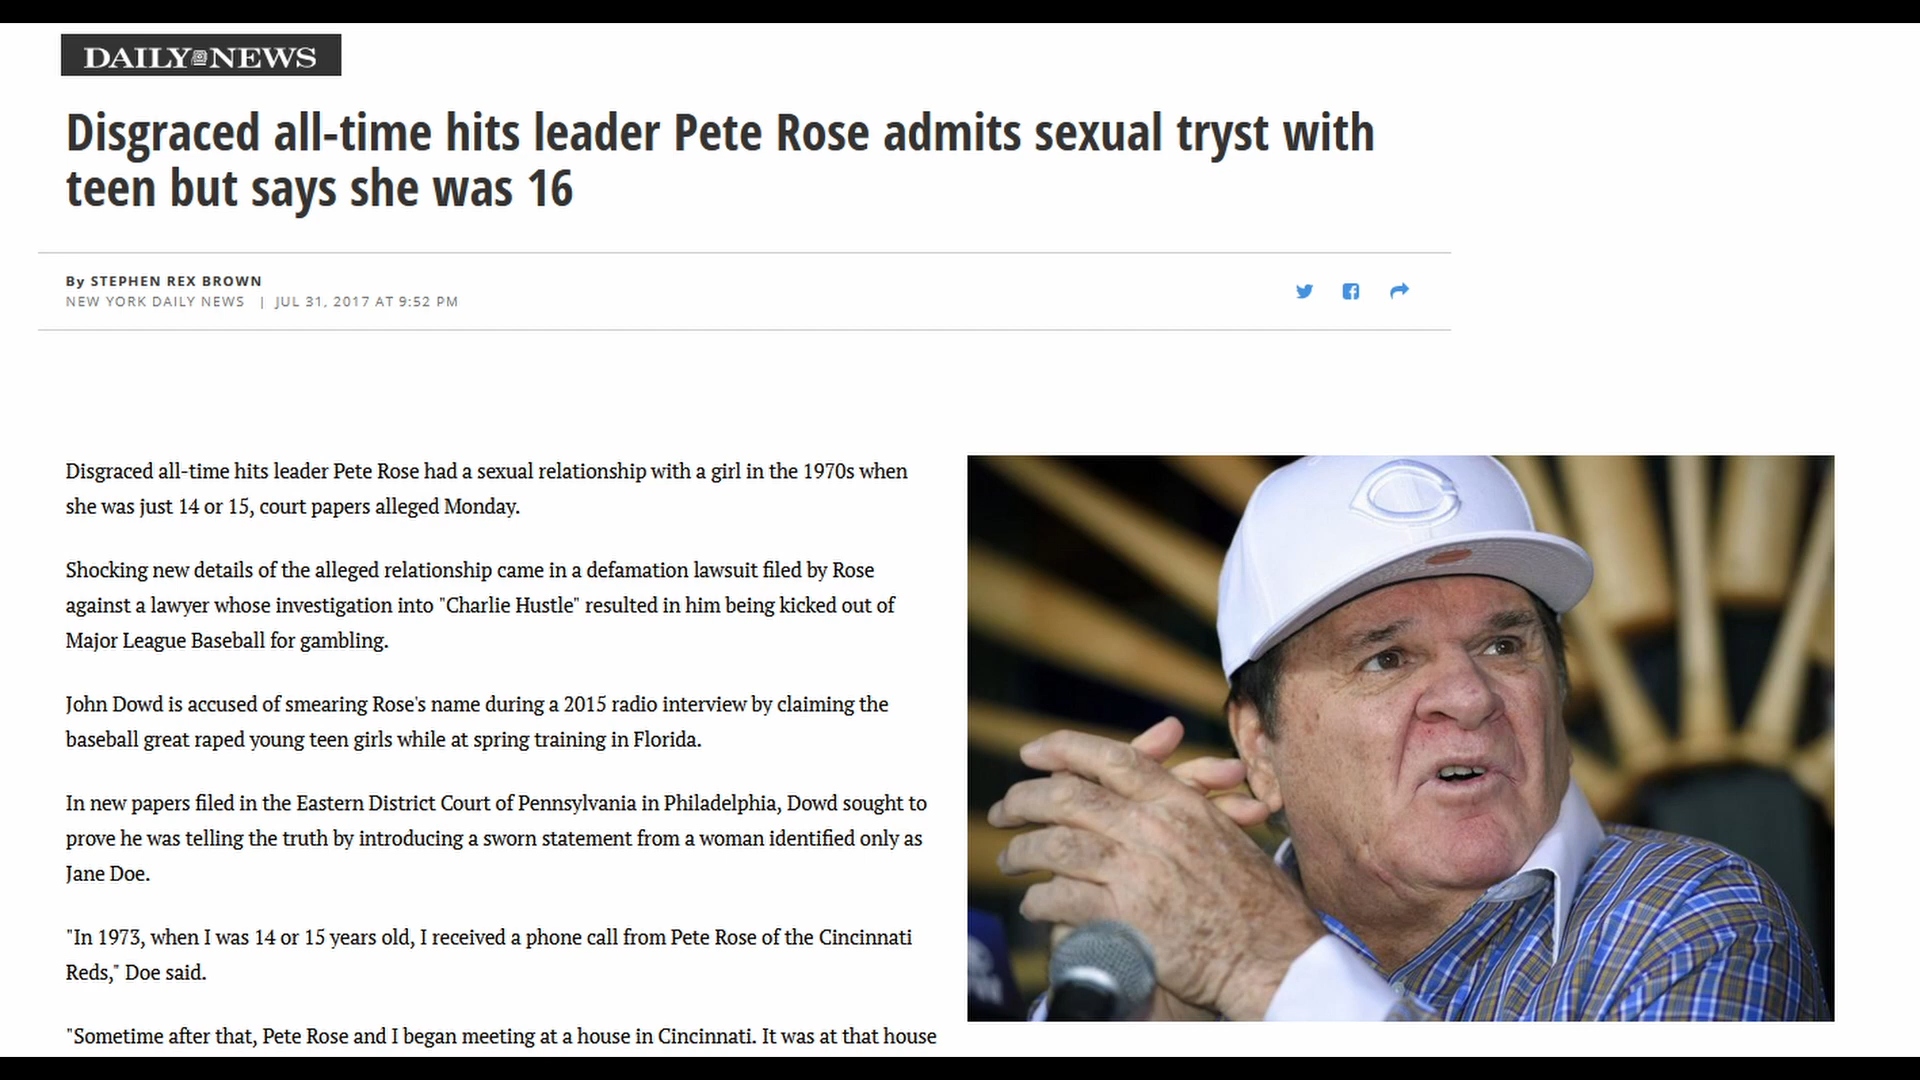 DAILY NEWS
Disgraced all-time hits leader Pete Rose admits sexual tryst with
teen but says she was 16
By STEPHEN REX BROWN
NEW YORK DAILY NEWS | JUL 31, 2017 AT 9:52 PM
Disgraced all-time hits leader Pete Rose had a sexual relationship with a girl in the 1970s when
she was just 14 or 15, court papers alleged Monday.
Shocking new details of the alleged relationship came in a defamation lawsuit filed by Rose
against a lawyer whose investigation into "Charlie Hustle" resulted in him being kicked out of
Major League Baseball for gambling.
John Dowd is accused of smearing Rose's name during a 2015 radio interview by claiming the
baseball great raped young teen girls while at spring training in Florida.
In new papers filed in the Eastern District Court of Pennsylvania in Philadelphia, Dowd sought to
prove he was telling the truth by introducing a sworn statement from a woman identified only as
Jane Doe.
"In 1973, when I was 14 or 15 years old, I received a phone call from Pete Rose of the Cincinnati
Reds," Doe said.
"Sometime after that, Pete Rose and I began meeting at a house in Cincinnati. It was at that house